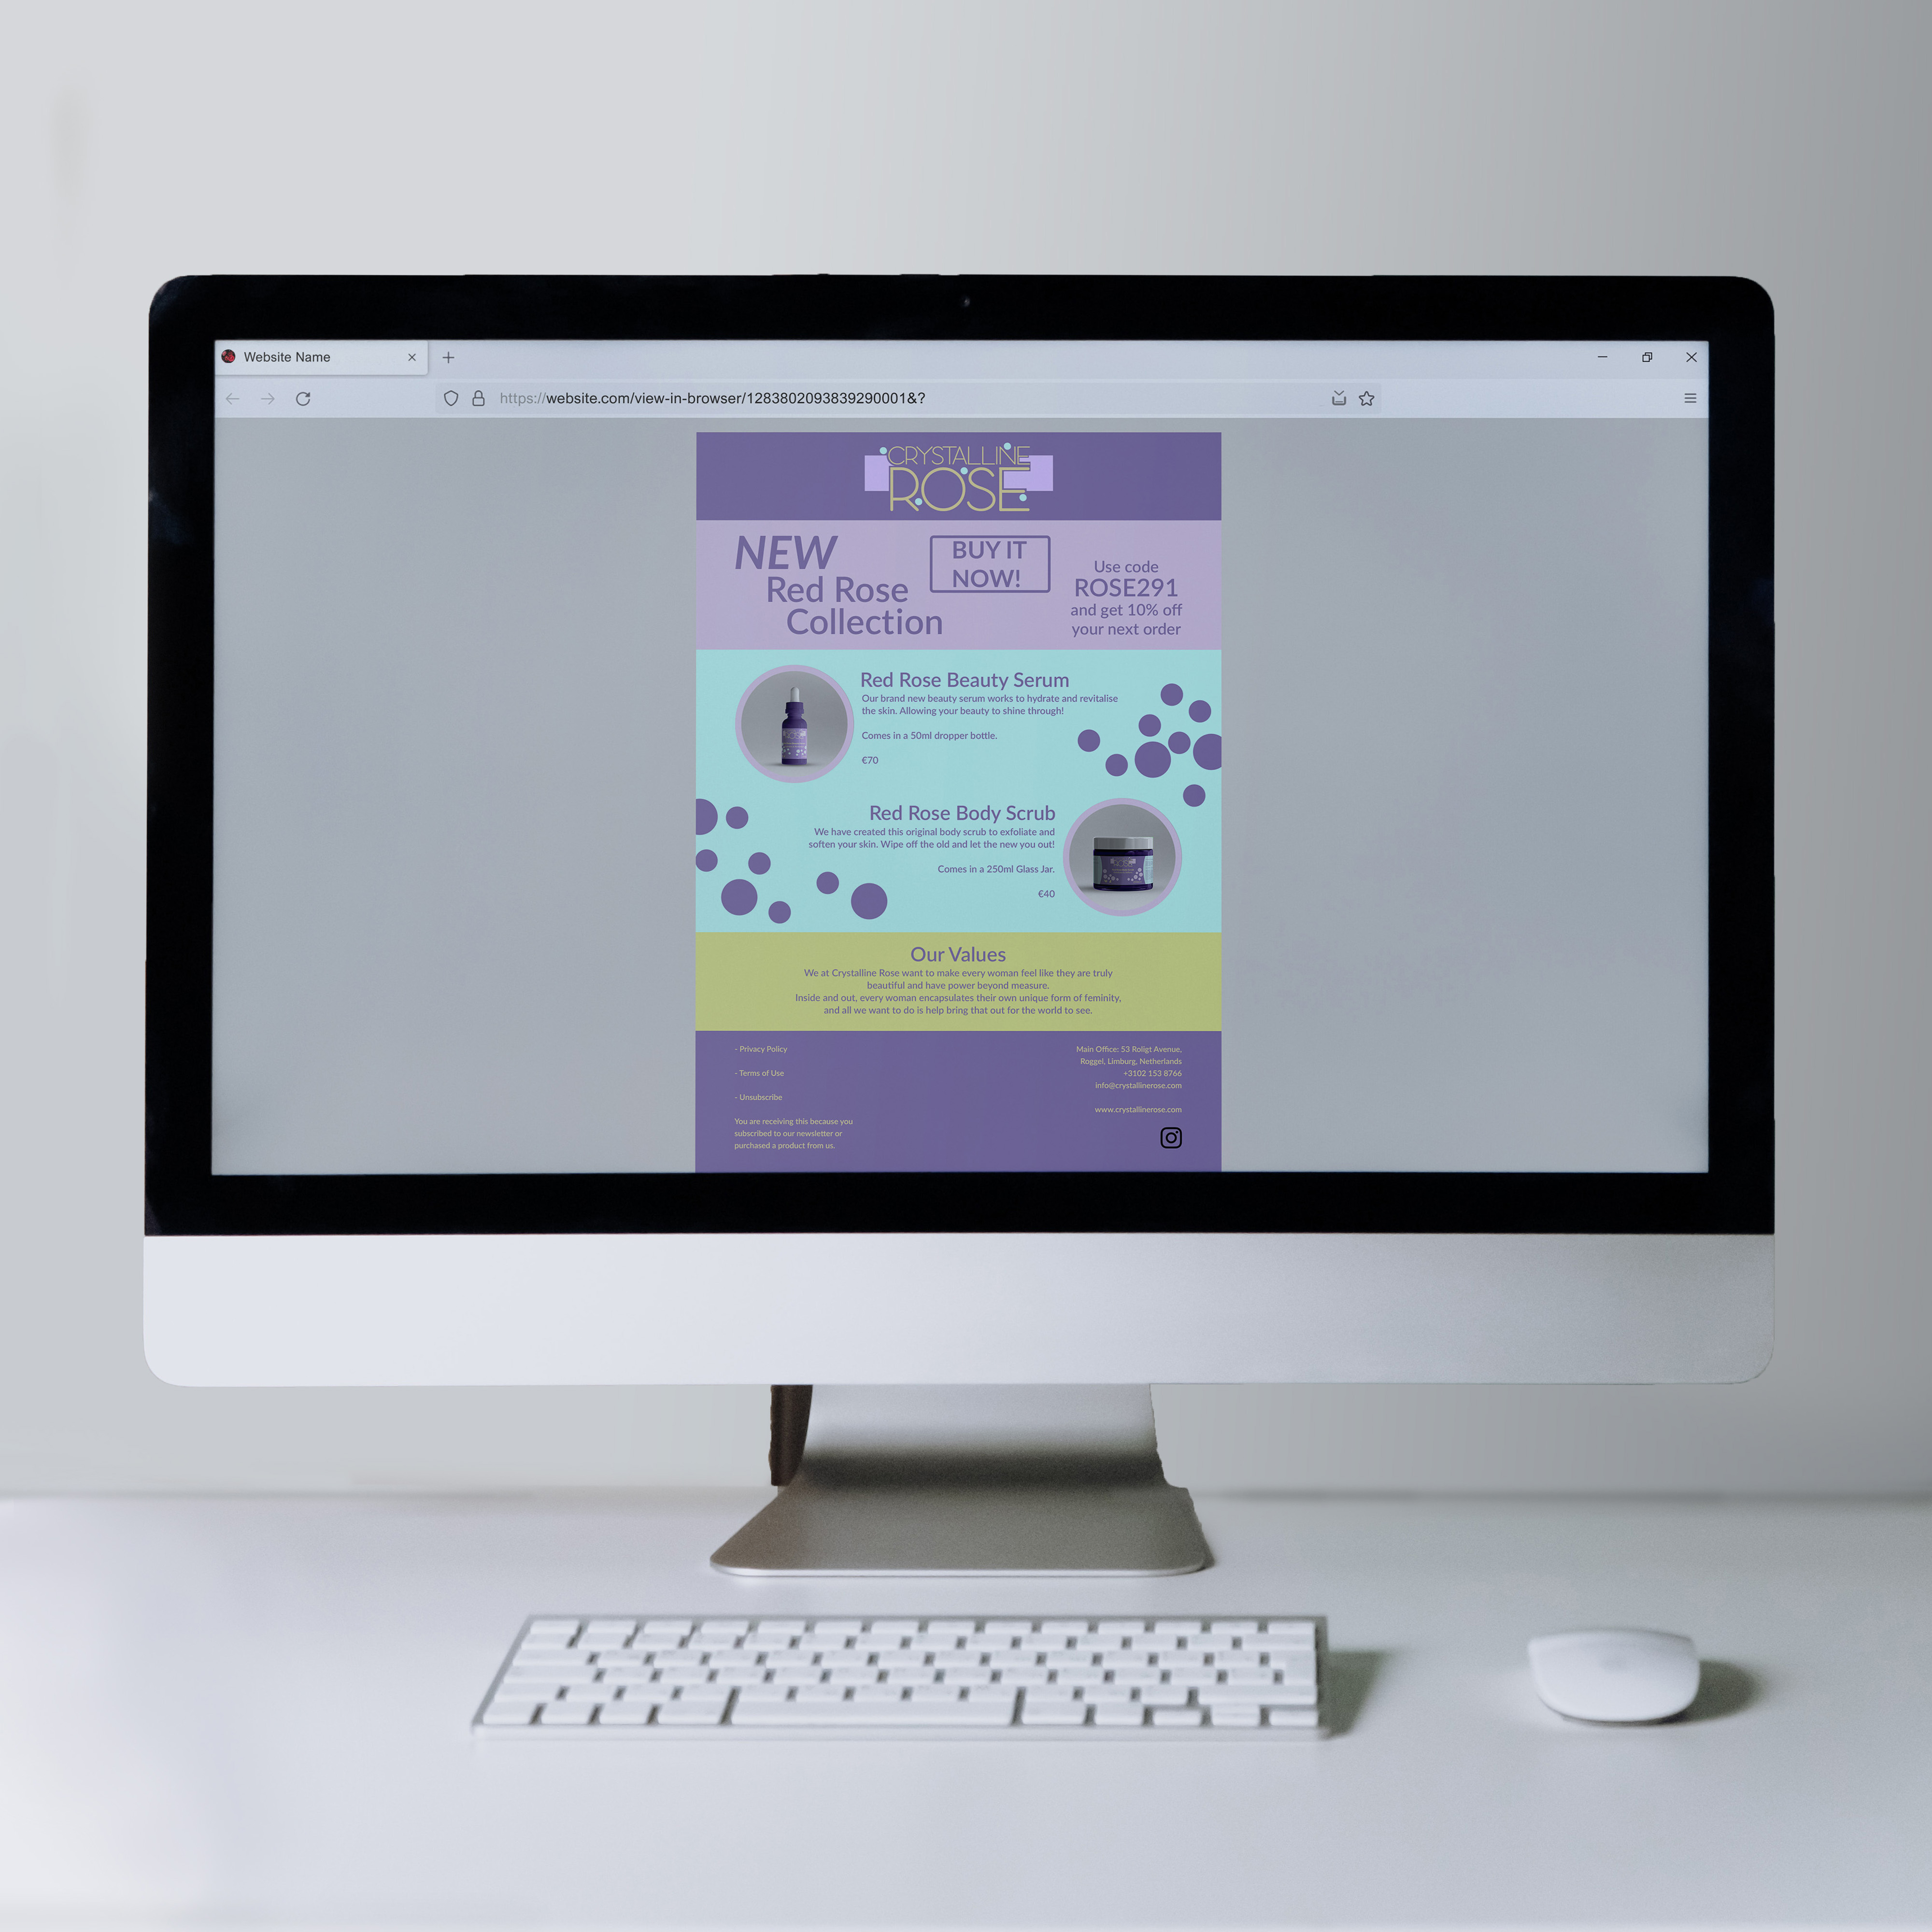 Website Name
https://website.com/view-in-browser/1283802093839290001&?
CRYSTALLINE
ROSE
NEW
Red Rose
Collection
BUY IT
NOW!
Use code
ROSE291
and get 10% off
your next order
Red Rose Beauty Serum
Our brand new beauty serum works to hydrate and revitalise
the skin. Allowing your beauty to shine through!
Comes in a 50ml dropper bottle.
€70
Red Rose Body Scrub
We have created this original body scrub to exfoliate and
soften your skin. Wipe off the old and let the new you out!
Comes in a 250ml Glass Jar.
€40
Our Values
We at Crystalline Rose want to make every woman feel like they are truly
beautiful and have power beyond measure.
Inside and out, every woman encapsulates their own unique form of feminity,
and all we want to do is help bring that out for the world to see.
- Privacy Policy
- Terms of Use
- Unsubscribe
You are receiving this because you
subscribed to our newsletter or
purchased a product from us.
Main Office: 53 Roligt Avenue,
Roggel, Limburg, Netherlands
+3102 153 8766
info@crystallinerose.com
www.crystallinerose.com